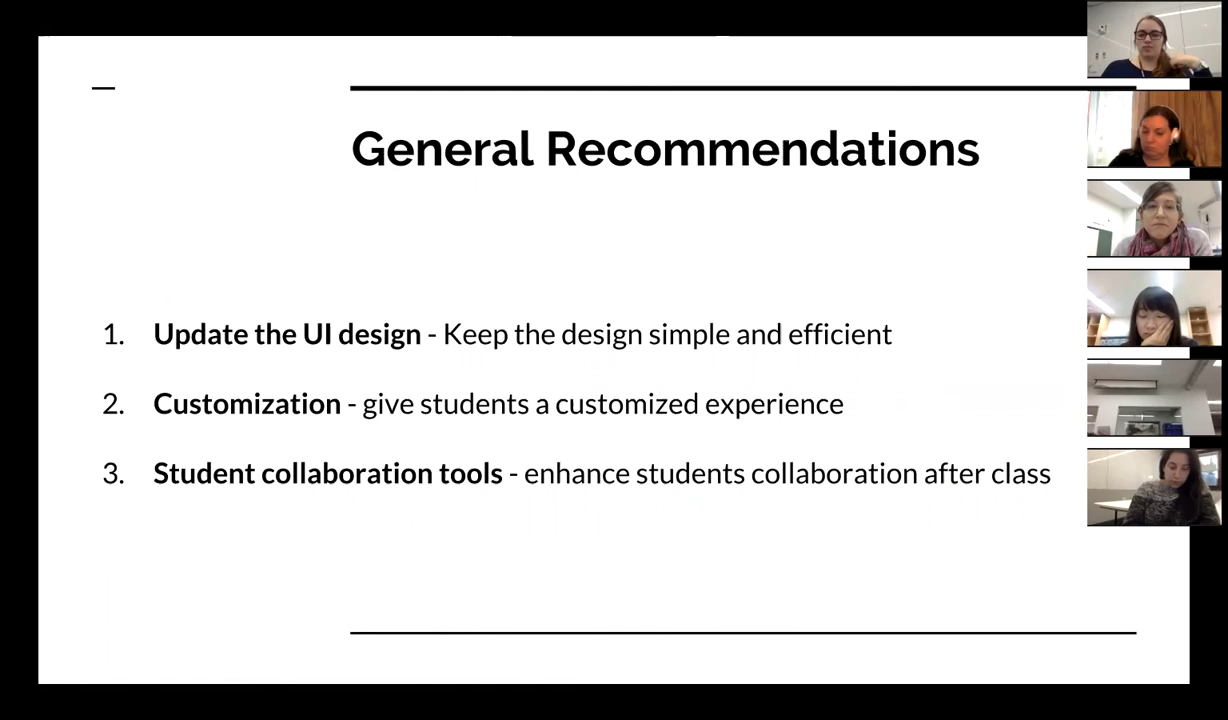 General Recommendations
1. Update the UI design - Keep the design simple and efficient
2. Customization - give students a customized experience
3. Student collaboration tools - enhance students collaboration after class